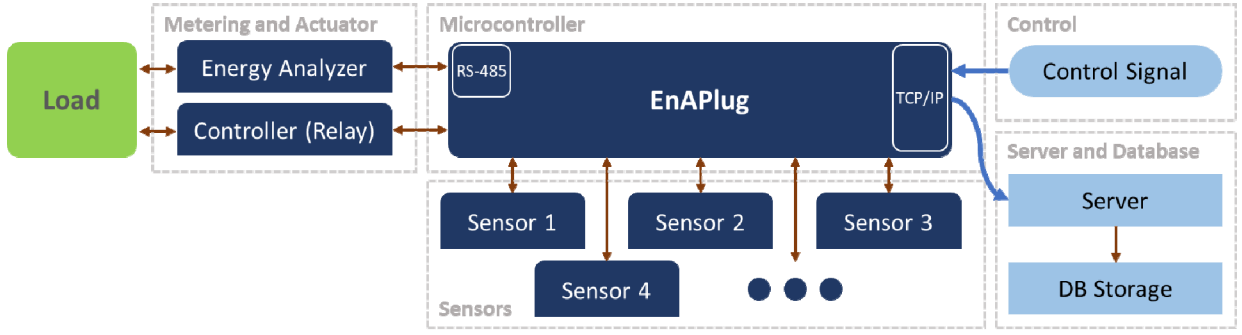 Metering and Actuator
Microcontroller
Control
Load
Energy Analyzer
Controller (Relay)
RS-485
EnAPlug
TCP/IP
Control Signal
Server and Database
Server
DB Storage
Sensor 1
Sensor 2
Sensor 3
Sensor 4
Sensors